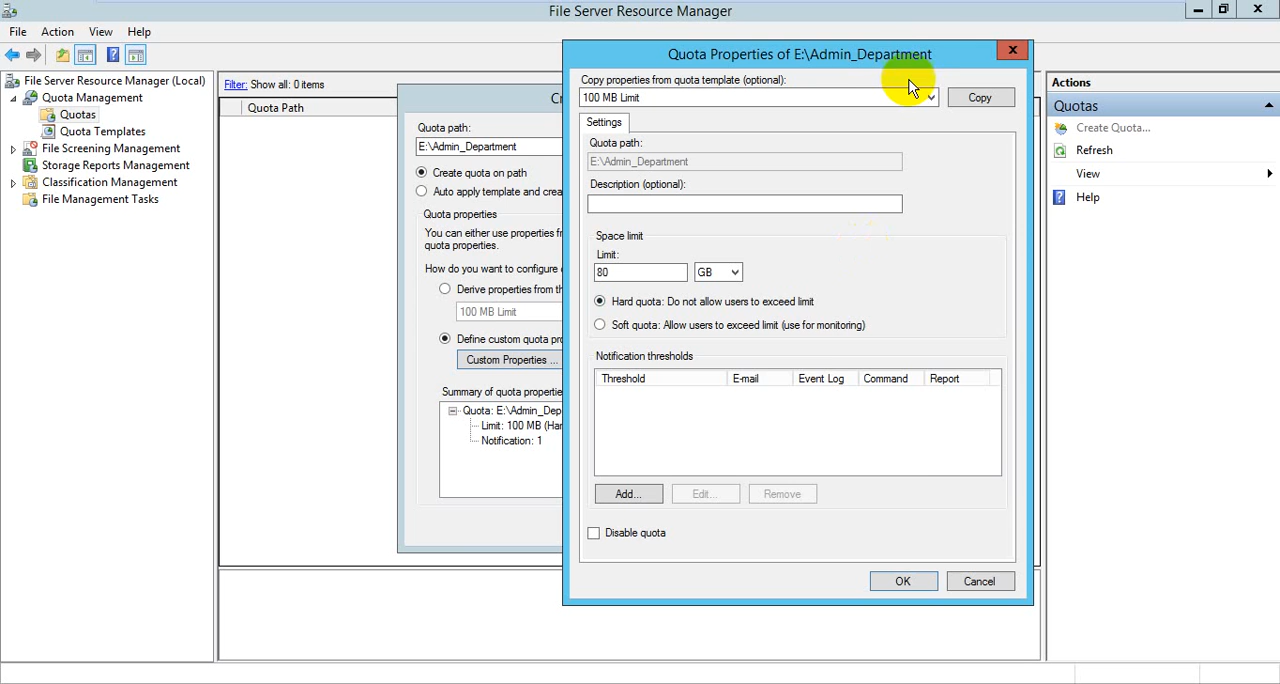 File Server Resource Manager
File Action View Help
File Server Resource Manager (Local)
Quota Management
Quotas
Quota Templates
File Screening Management
Storage Reports Management
Classification Management
File Management Tasks
Filter: Show all: 0 items
Quota Path
Quota path:
E:\Admin_Department
Create quota on path
Auto apply template and crea
Quota properties
You can either use properties fr
quota properties.
How do you want to configure
Derive properties from th
100 MB Limit
Define custom quota pro
Custom Properties ...
Summary of quota propertie
Quota: E:\Admin_Dep
Limit: 100 MB (Har
Notification: 1
Quota Properties of E:\Admin_Department
Copy properties from quota template (optional):
100 MB Limit
Copy
Settings
Quota path:
E:\Admin_Department
Description (optional):
Space limit
Limit:
80 GB
Hard quota: Do not allow users to exceed limit
Soft quota: Allow users to exceed limit (use for monitoring)
Notification thresholds
Threshold E-mail Event Log Command Report
Add... Edit... Remove
Disable quota
OK Cancel
Actions
Quotas
Create Quota...
Refresh
View
Help